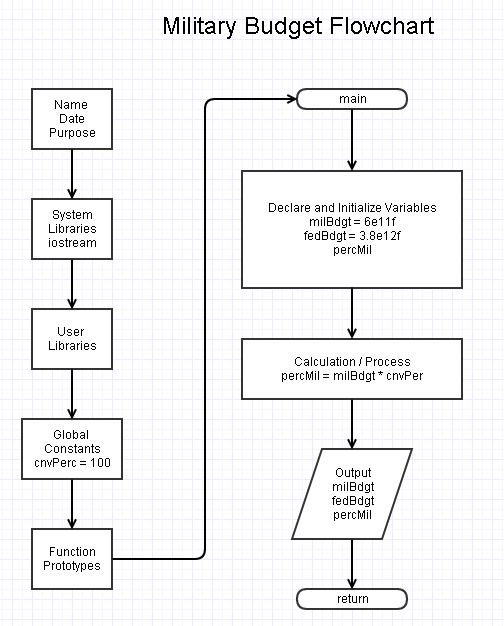 Military Budget Flowchart
Name
Date
Purpose
System
Libraries
iostream
User
Libraries
Global
Constants
cnvPerc = 100
Function
Prototypes
main
Declare and Initialize Variables
milBdgt = 6e11f
fedBdgt = 3.8e12f
percMil
Calculation / Process
percMil = milBdgt * cnvPer
Output
milBdgt
fedBdgt
percMil
return